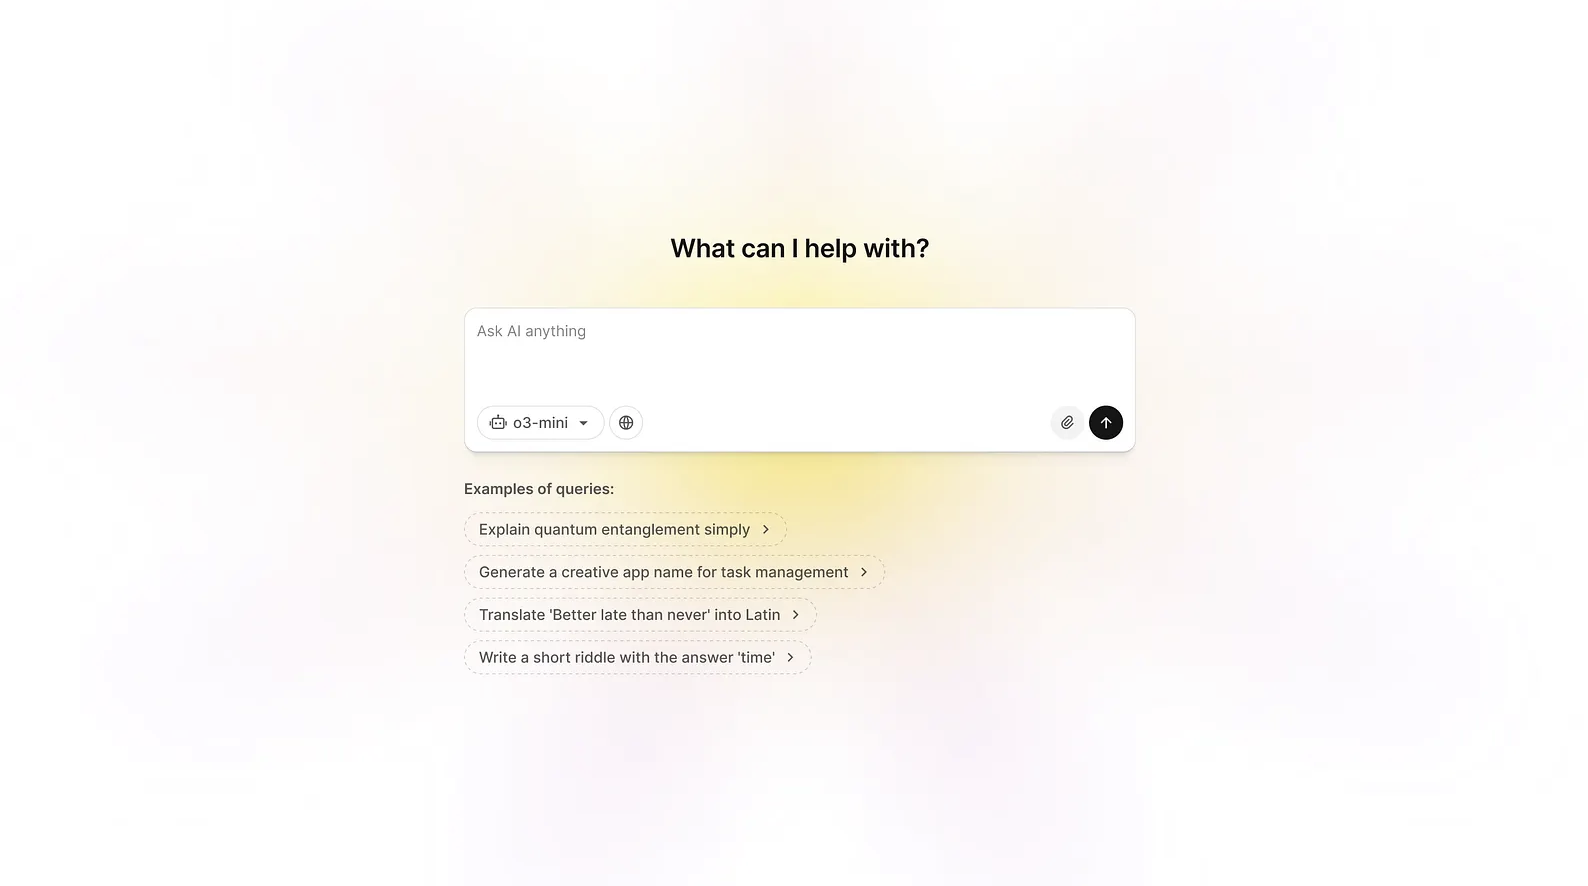 What can I help with?
Ask AI anything
o3-mini
Examples of queries:
Explain quantum entanglement simply
Generate a creative app name for task management
Translate 'Better late than never' into Latin
Write a short riddle with the answer 'time'